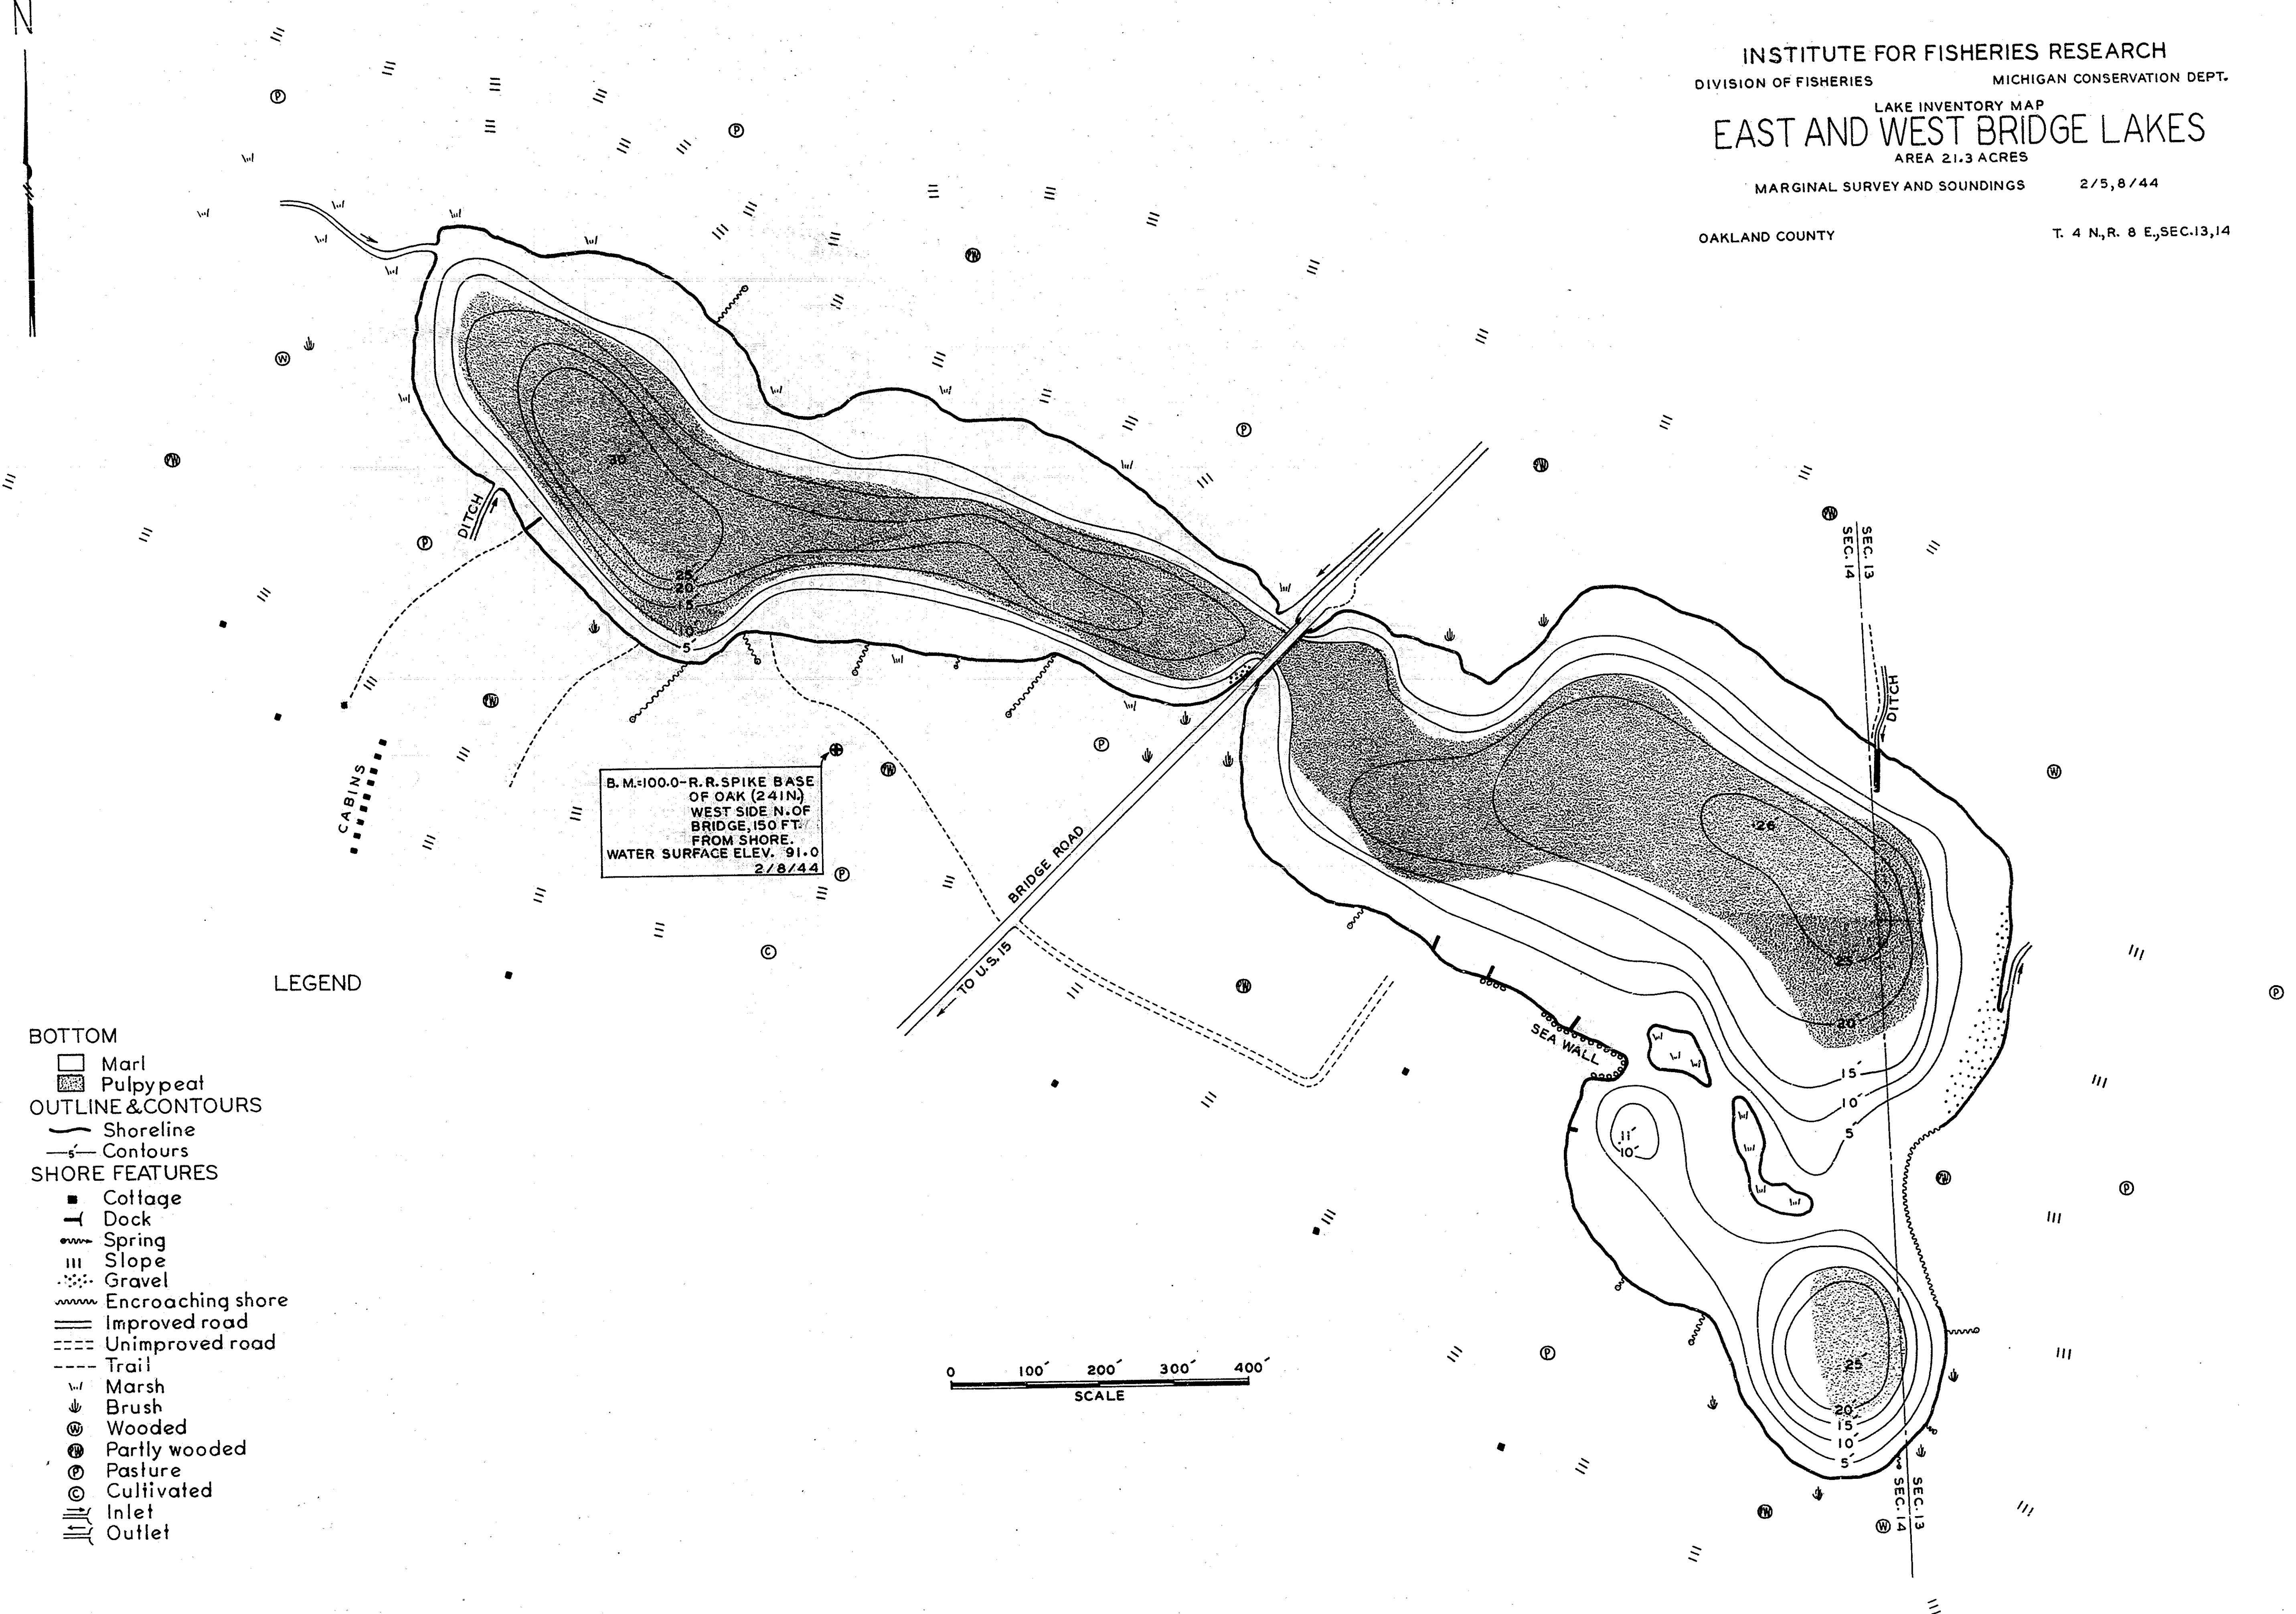 N
INSTITUTE FOR FISHERIES RESEARCH
DIVISION OF FISHERIES MICHIGAN CONSERVATION DEPT.
LAKE INVENTORY MAP
EAST AND WEST BRIDGE LAKES
AREA 21.3 ACRES
MARGINAL SURVEY AND SOUNDINGS 2/5,8/44
OAKLAND COUNTY T. 4 N., R. 8 E., SEC. 13, 14
DITCH
30
25
20
15
10
5
CABINS
B.M.=100.0-R.R. SPIKE BASE
OF OAK (24 IN.)
WEST SIDE N. OF
BRIDGE, 150 FT.
FROM SHORE.
WATER SURFACE ELEV. 91.0
2/8/44
BRIDGE ROAD
TO U.S. 15
SEC. 14
SEC. 13
DITCH
26
25
20
15
10
5
SEA WALL
11
10
25
20
15
10
5
SEC. 14
SEC. 13
0 100' 200' 300' 400'
SCALE
LEGEND
BOTTOM
Marl
Pulpy peat
OUTLINE & CONTOURS
Shoreline
5' Contours
SHORE FEATURES
Cottage
Dock
Spring
Slope
Gravel
Encroaching shore
Improved road
Unimproved road
Trail
Marsh
Brush
W Wooded
PW Partly wooded
P Pasture
C Cultivated
Inlet
Outlet